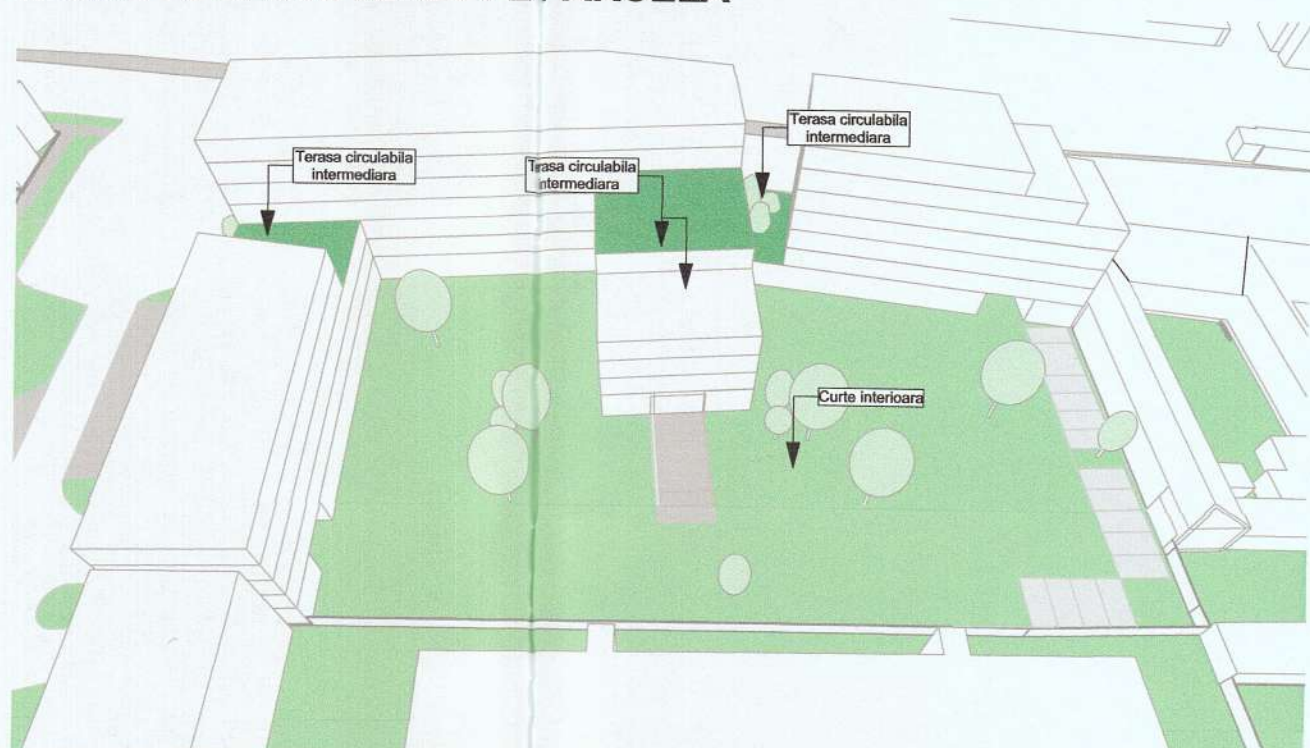 Terasa circulabila
intermediara
Terasa circulabila
intermediara
Terasa circulabila
intermediara
Curte interioara